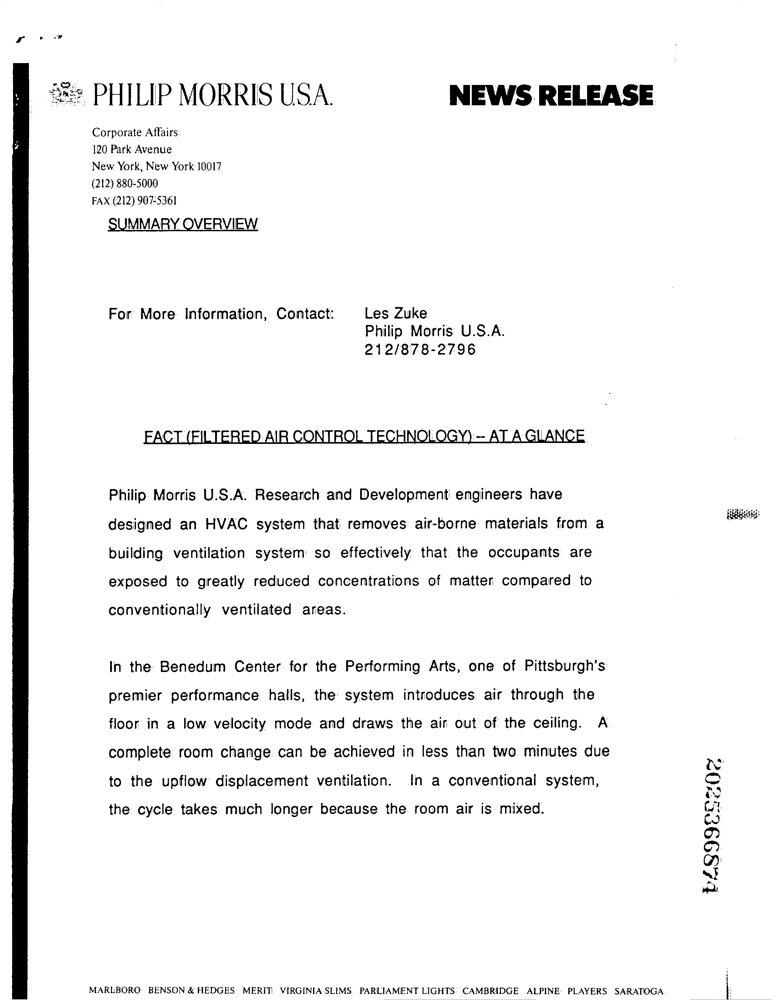 PHILIP MORRIS U.S.A.
NEWS RELEASE
Corporate Affairs
120 Park Avenue
New York, New York 10017
(212) 880-5000
FAX (212) 907-5361
SUMMARY OVERVIEW
For More Information, Contact: Les Zuke
Philip Morris U.S.A.
212/878-2796
FACT (FILTERED AIR CONTROL TECHNOLOGY) -- AT A GLANCE
Philip Morris U.S.A. Research and Development engineers have
designed an HVAC system that removes air-borne materials from a
building ventilation system so effectively that the occupants are
exposed to greatly reduced concentrations of matter compared to
conventionally ventilated areas.
In the Benedum Center for the Performing Arts, one of Pittsburgh's
premier performance halls, the system introduces air through the
floor in a low velocity mode and draws the air out of the ceiling. A
complete room change can be achieved in less than two minutes due
to the upflow displacement ventilation. In a conventional system,
the cycle takes much longer because the room air is mixed.
2025366874
MARLBORO BENSON & HEDGES MERIT VIRGINIA SLIMS PARLIAMENT LIGHTS CAMBRIDGE ALPINE PLAYERS SARATOGA